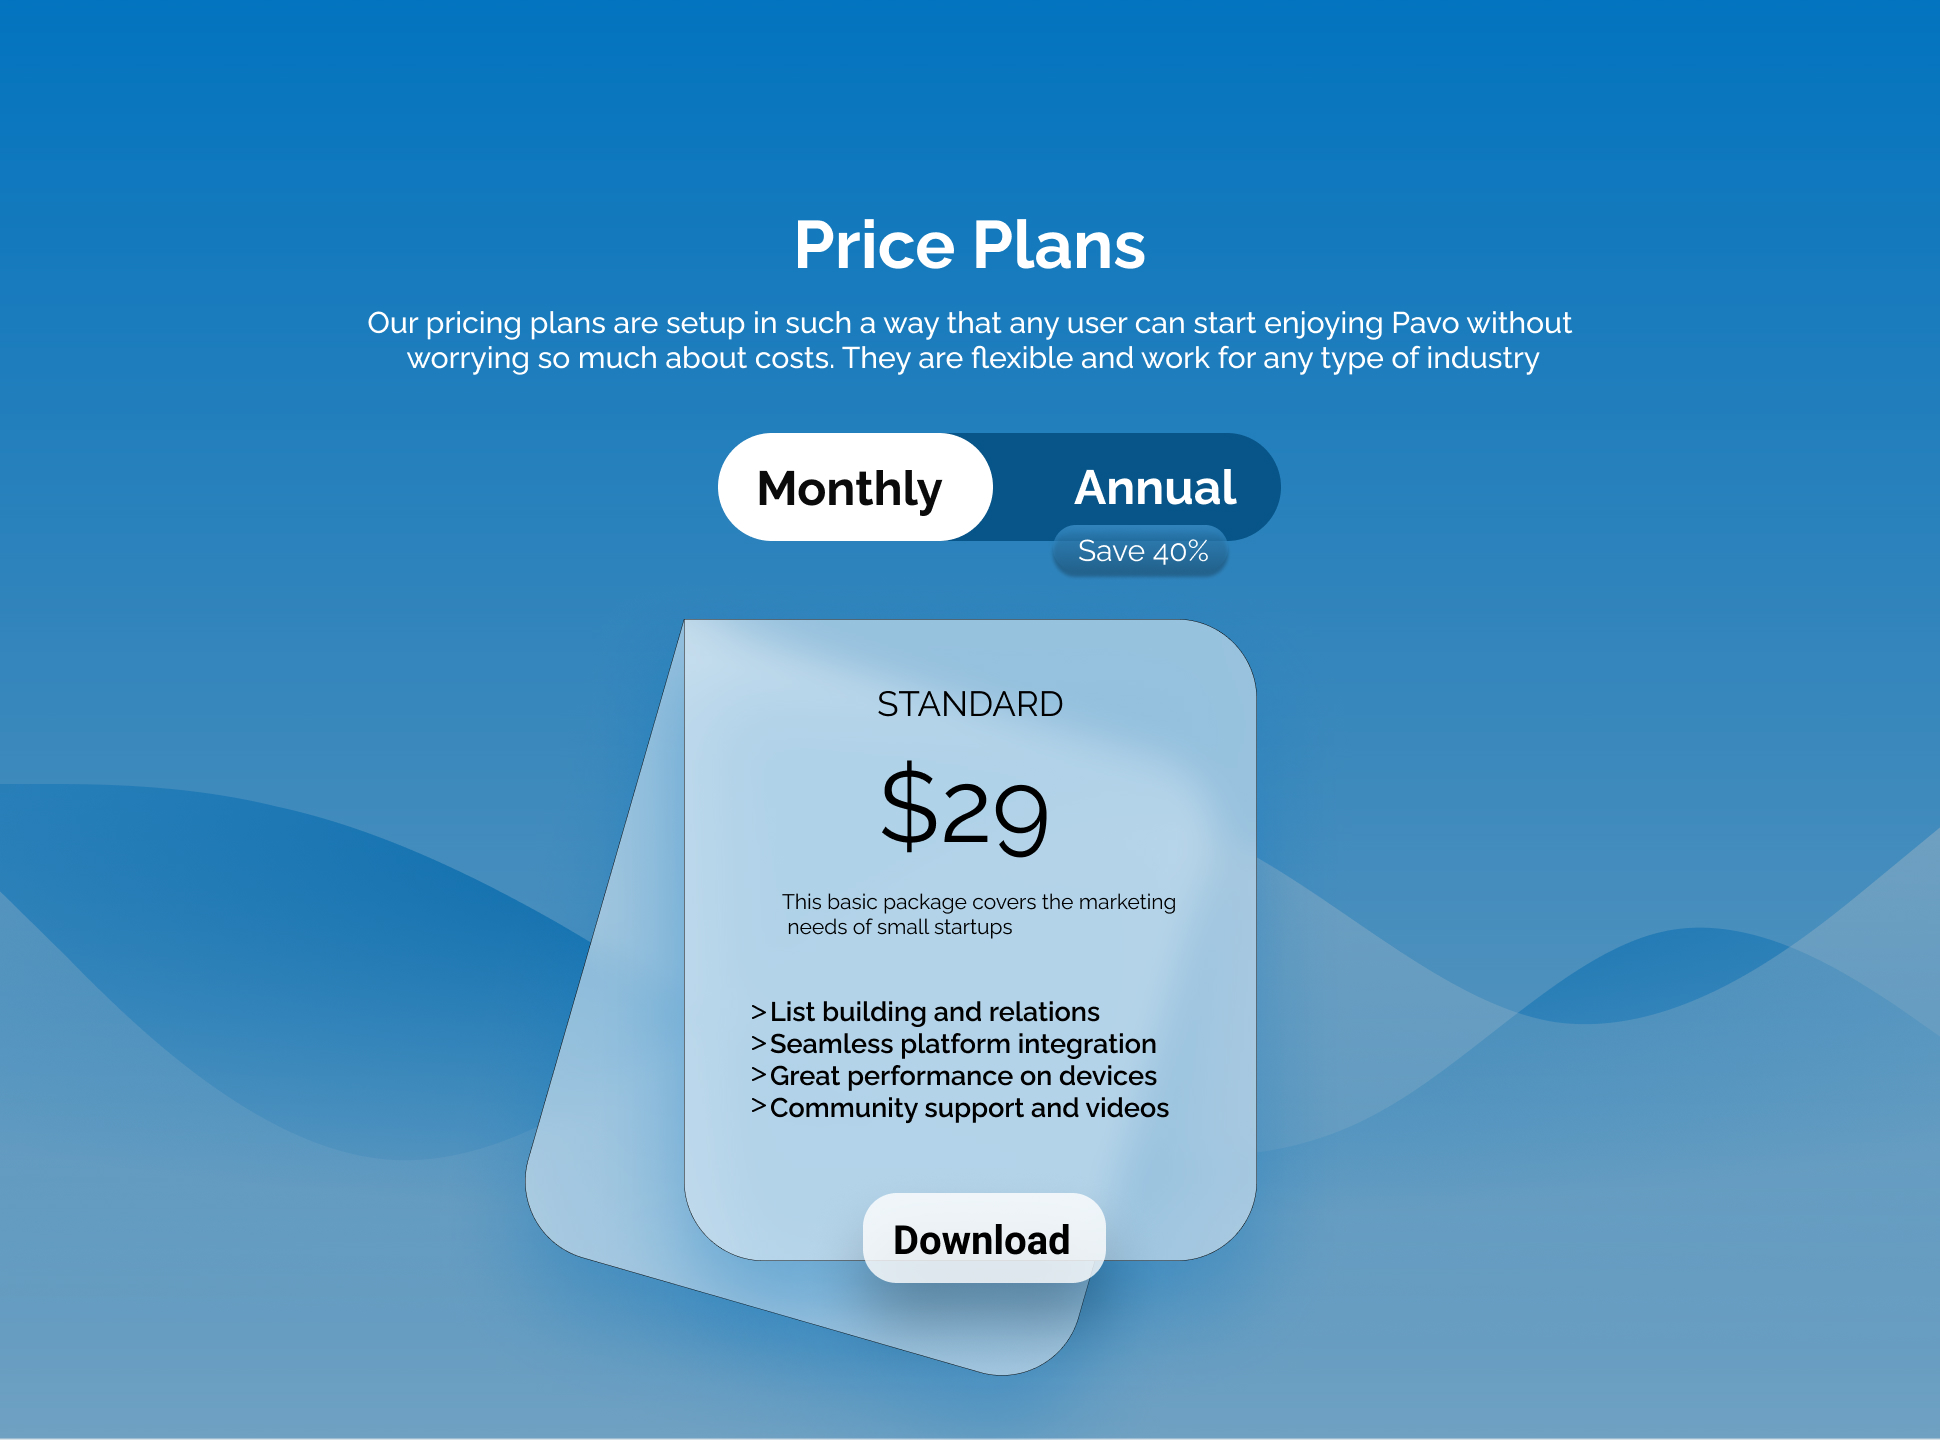 Price Plans
Our pricing plans are setup in such a way that any user can start enjoying Pavo without
worrying so much about costs. They are flexible and work for any type of industry
Monthly
Annual
Save 40%
STANDARD
$29
This basic package covers the marketing
needs of small startups
> List building and relations
> Seamless platform integration
> Great performance on devices
> Community support and videos
Download